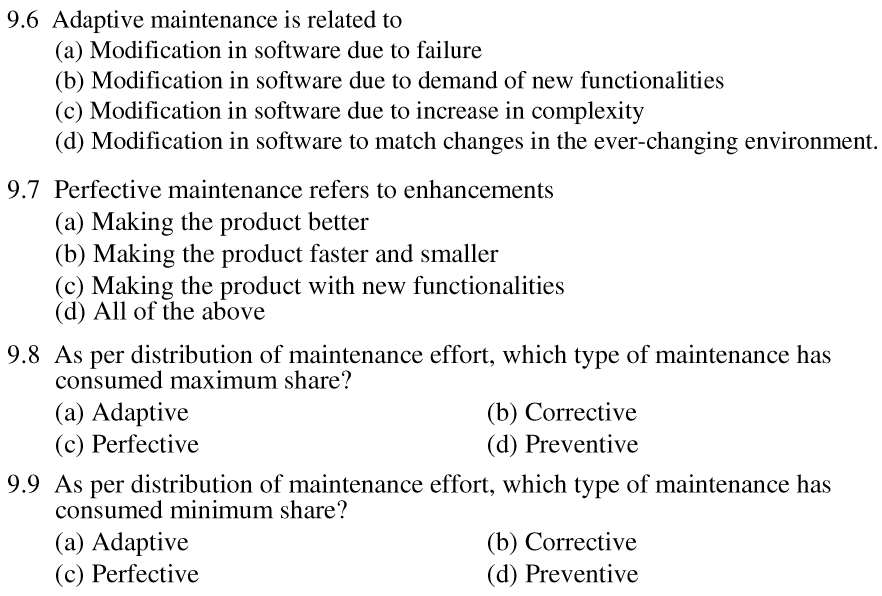 9.6 Adaptive maintenance is related to
(a) Modification in software due to failure
(b) Modification in software due to demand of new functionalities
(c) Modification in software due to increase in complexity
(d) Modification in software to match changes in the ever-changing environment.
9.7 Perfective maintenance refers to enhancements
(a) Making the product better
(b) Making the product faster and smaller
(c) Making the product with new functionalities
(d) All of the above
9.8 As per distribution of maintenance effort, which type of maintenance has
consumed maximum share?
(a) Adaptive (b) Corrective
(c) Perfective (d) Preventive
9.9 As per distribution of maintenance effort, which type of maintenance has
consumed minimum share?
(a) Adaptive (b) Corrective
(c) Perfective (d) Preventive